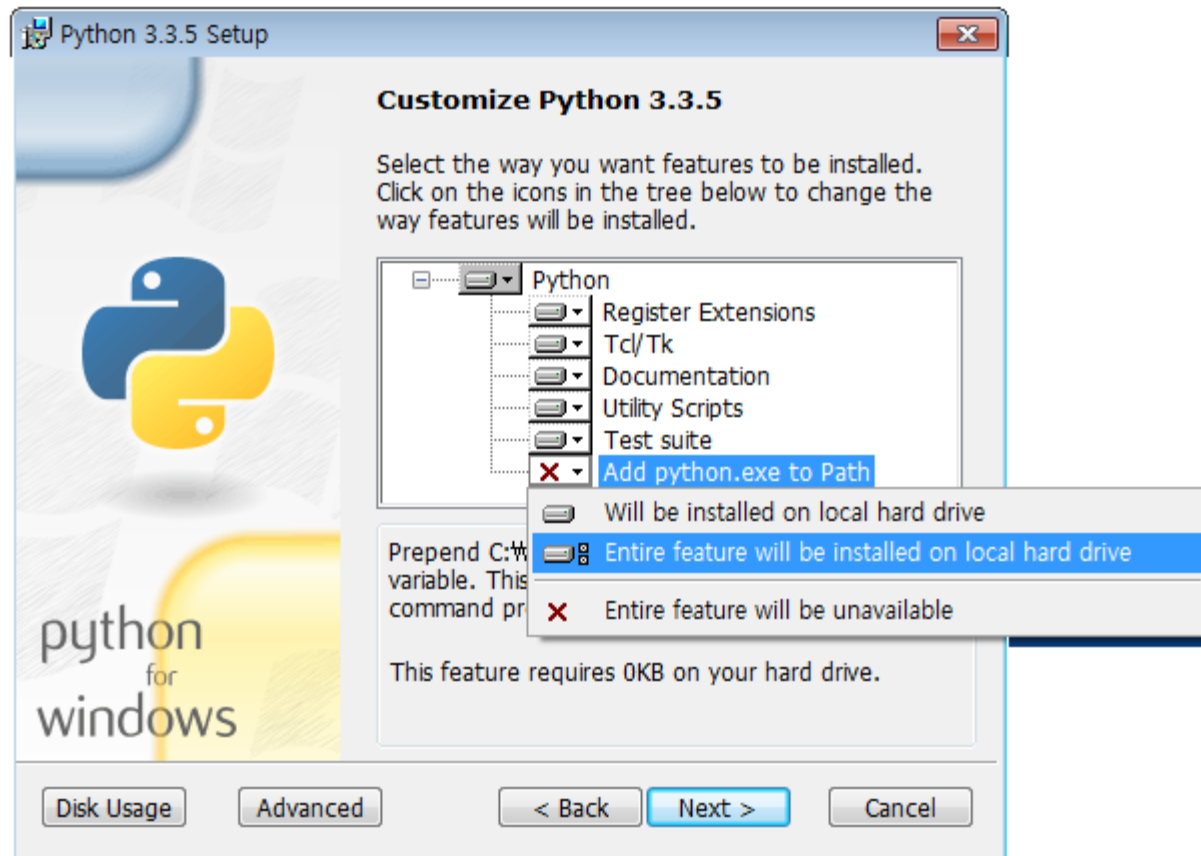 Python 3.3.5 Setup
Customize Python 3.3.5
Select the way you want features to be installed.
Click on the icons in the tree below to change the
way features will be installed.
Python
Register Extensions
Tcl/Tk
Documentation
Utility Scripts
Test suite
Add python.exe to Path
Will be installed on local hard drive
Entire feature will be installed on local hard drive
Entire feature will be unavailable
Prepend C:₩
variable. This
command pr
This feature requires 0KB on your hard drive.
python
for
windows
Disk Usage
Advanced
< Back
Next >
Cancel